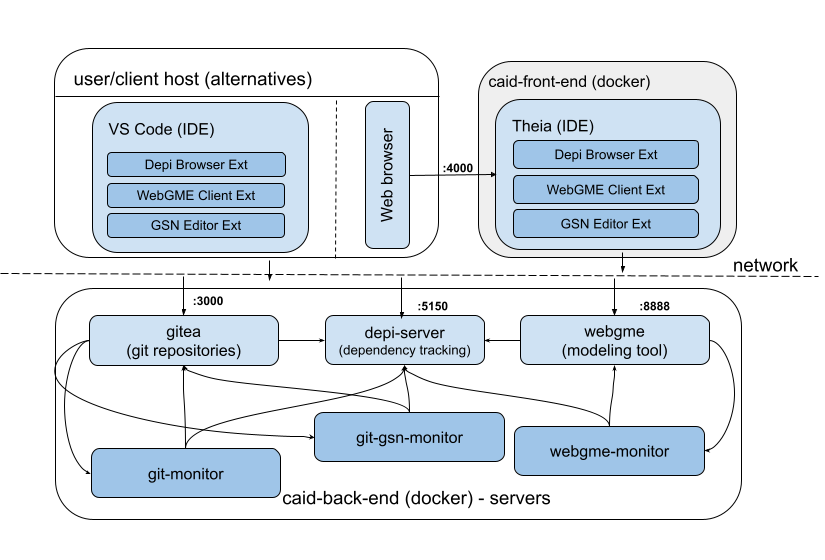 user/client host (alternatives)
VS Code (IDE)
Depi Browser Ext
WebGME Client Ext
GSN Editor Ext
Web browser
:4000
caid-front-end (docker)
Theia (IDE)
Depi Browser Ext
WebGME Client Ext
GSN Editor Ext
network
:3000
:5150
:8888
gitea
(git repositories)
depi-server
(dependency tracking)
webgme
(modeling tool)
git-gsn-monitor
webgme-monitor
git-monitor
caid-back-end (docker) - servers